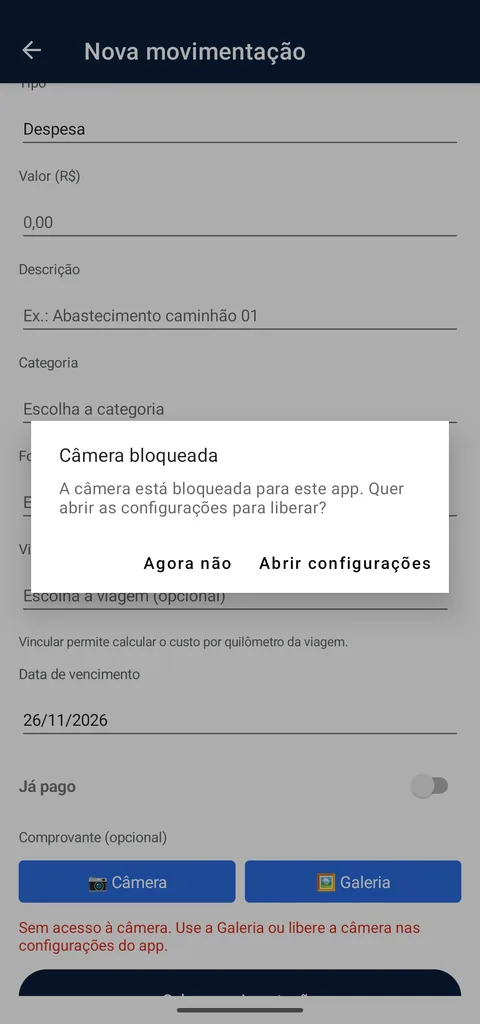 Nova movimentação
Tipo
Despesa
Valor (R$)
0,00
Descrição
Ex.: Abastecimento caminhão 01
Categoria
Escolha a categoria
Câmera bloqueada
A câmera está bloqueada para este app. Quer
abrir as configurações para liberar?
Agora não
Abrir configurações
Escolha a viagem (opcional)
Vincular permite calcular o custo por quilômetro da viagem.
Data de vencimento
26/11/2026
Já pago
Comprovante (opcional)
Câmera
Galeria
Sem acesso à câmera. Use a Galeria ou libere a câmera nas
configurações do app.